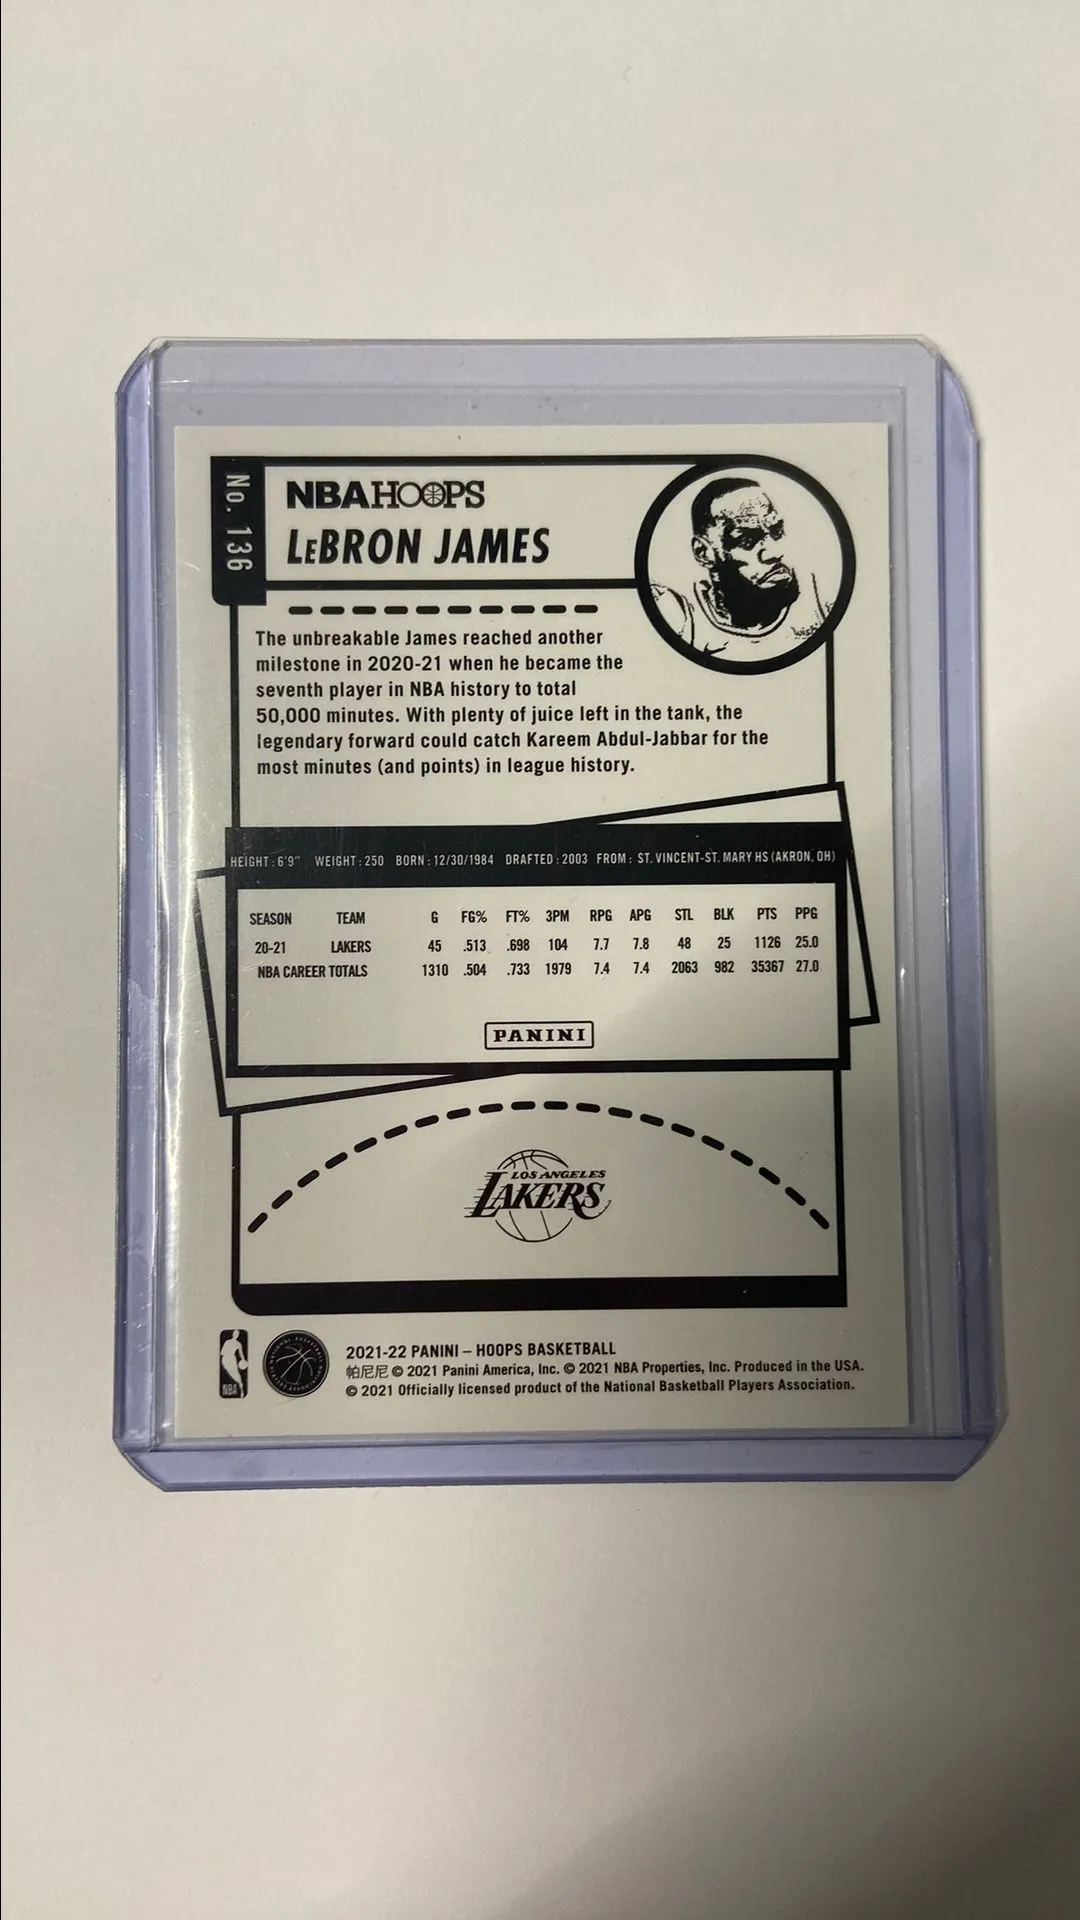 No. 136
NBA HOOPS
LeBRON JAMES
The unbreakable James reached another
milestone in 2020-21 when he became the
seventh player in NBA history to total
50,000 minutes. With plenty of juice left in the tank, the
legendary forward could catch Kareem Abdul-Jabbar for the
most minutes (and points) in league history.
HEIGHT: 6'9" WEIGHT: 250 BORN: 12/30/1984 DRAFTED: 2003 FROM: ST. VINCENT-ST. MARY HS (AKRON, OH)
SEASON TEAM G FG% FT% 3PM RPG APG STL BLK PTS PPG
20-21 LAKERS 45 .513 .698 104 7.7 7.8 48 25 1126 25.0
NBA CAREER TOTALS 1310 .504 .733 1979 7.4 7.4 2063 982 35367 27.0
PANINI
LOS ANGELES
LAKERS
NBA
2021-22 PANINI – HOOPS BASKETBALL
帕尼尼 © 2021 Panini America, Inc. © 2021 NBA Properties, Inc. Produced in the USA.
© 2021 Officially licensed product of the National Basketball Players Association.